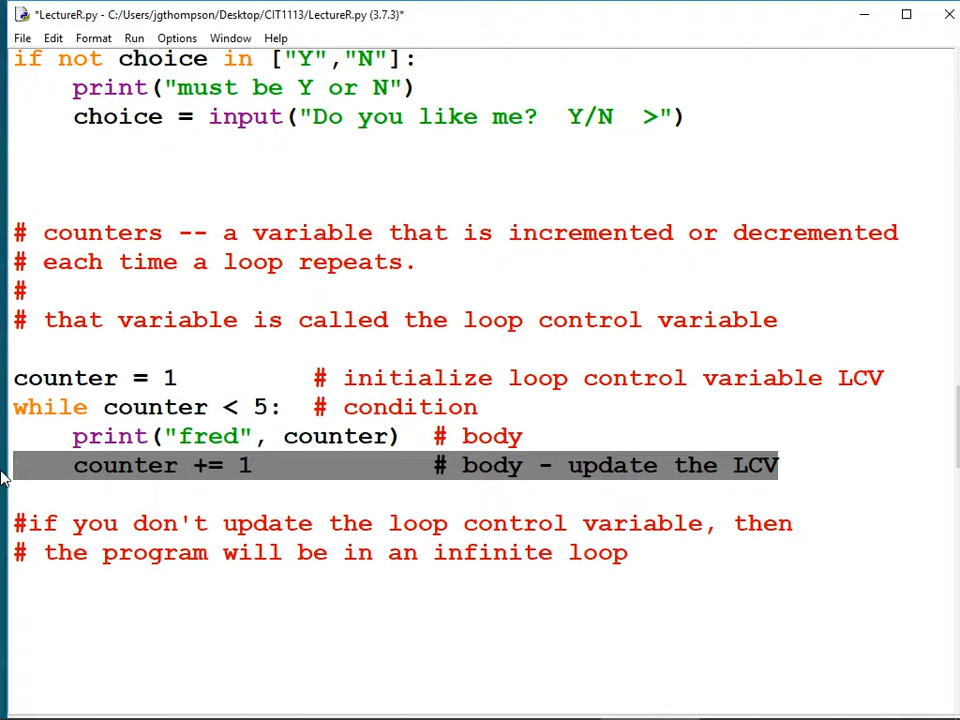 *LectureR.py - C:/Users/jgthompson/Desktop/CIT1113/LectureR.py (3.7.3)*
File Edit Format Run Options Window Help
if not choice in ["Y","N"]:
    print("must be Y or N")
    choice = input("Do you like me?  Y/N  >")
# counters -- a variable that is incremented or decremented
# each time a loop repeats.
#
# that variable is called the loop control variable
counter = 1         # initialize loop control variable LCV
while counter < 5:  # condition
    print("fred", counter)  # body
    counter += 1            # body - update the LCV
#if you don't update the loop control variable, then
# the program will be in an infinite loop